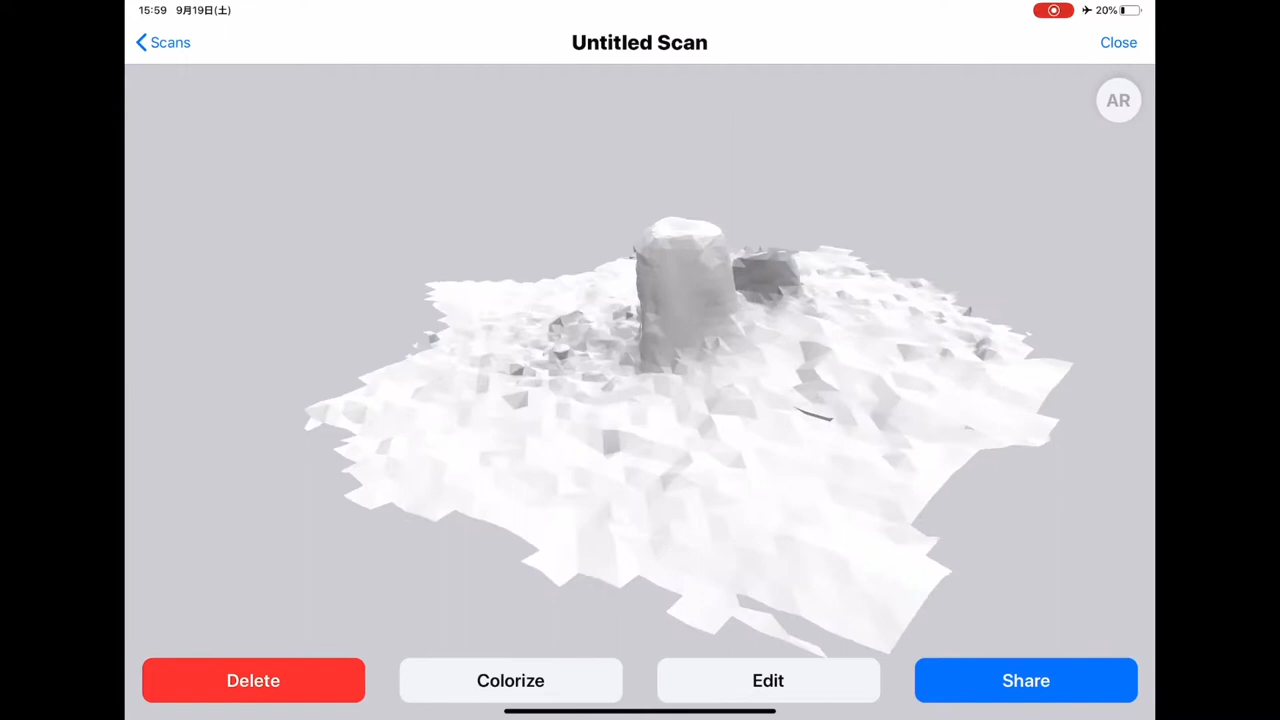 15:59 9月19日(土) 20%
Scans Untitled Scan Close
AR
Delete Colorize Edit Share